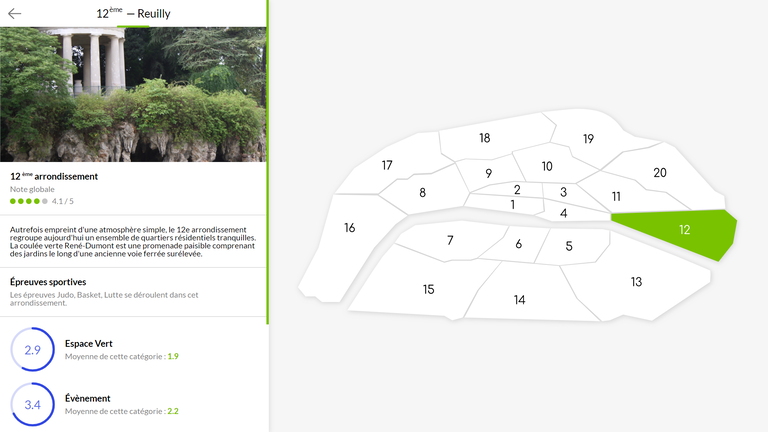 12ème — Reuilly
12 ème arrondissement
Note globale
4,1 / 5
Autrefois empreint d'une atmosphère simple, le 12e arrondissement
regroupe aujourd'hui un ensemble de quartiers résidentiels tranquilles.
La coulée verte René-Dumont est une promenade paisible comprenant
des jardins le long d'une ancienne voie ferrée surélevée.
Épreuves sportives
Les épreuves Judo, Basket, Lutte se déroulent dans cet
arrondissement.
2.9
Espace Vert
Moyenne de cette catégorie : 1.9
3.4
Évènement
Moyenne de cette catégorie : 2.2
18
19
17
10
9
20
8
2
3
11
1
4
16
12
7
6
5
13
15
14